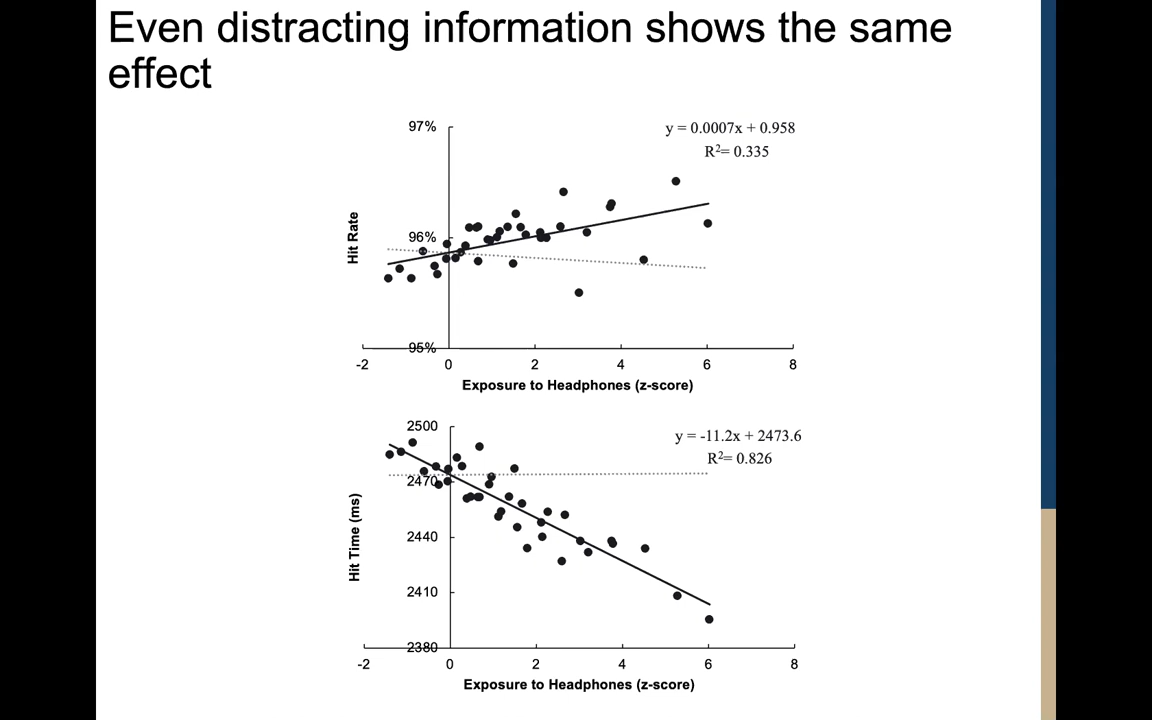 Even distracting information shows the same
effect
97%
y = 0.0007x + 0.958
R²= 0.335
Hit Rate
96%
95%
-2 0 2 4 6 8
Exposure to Headphones (z-score)
2500
y = -11.2x + 2473.6
R²= 0.826
2470
Hit Time (ms)
2440
2410
2380
-2 0 2 4 6 8
Exposure to Headphones (z-score)